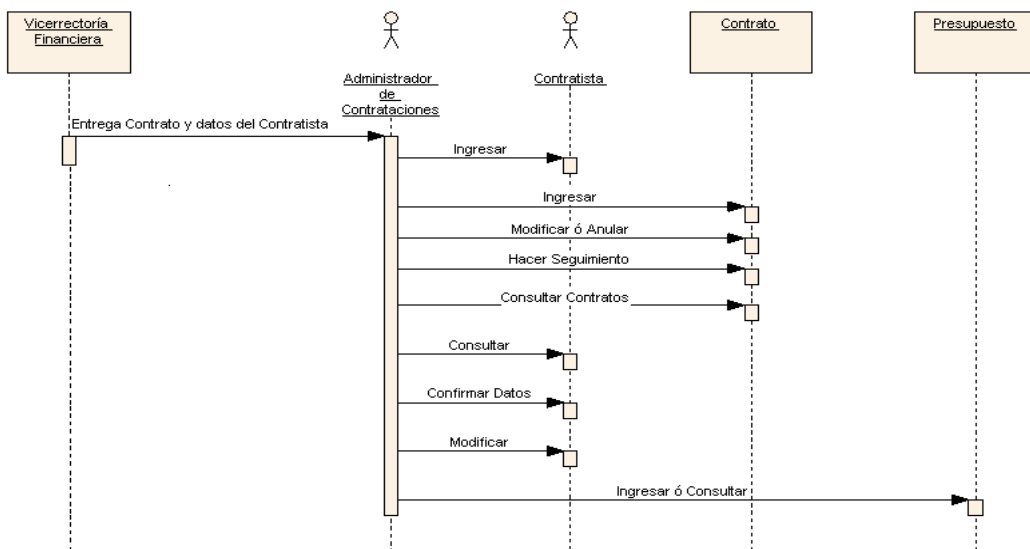 Vicerrectoría
Financiera
Administrador
de
Contrataciones
Contratista
Contrato
Presupuesto
Entrega Contrato y datos del Contratista
Ingresar
Ingresar
Modificar ó Anular
Hacer Seguimiento
Consultar Contratos
Consultar
Confirmar Datos
Modificar
Ingresar ó Consultar